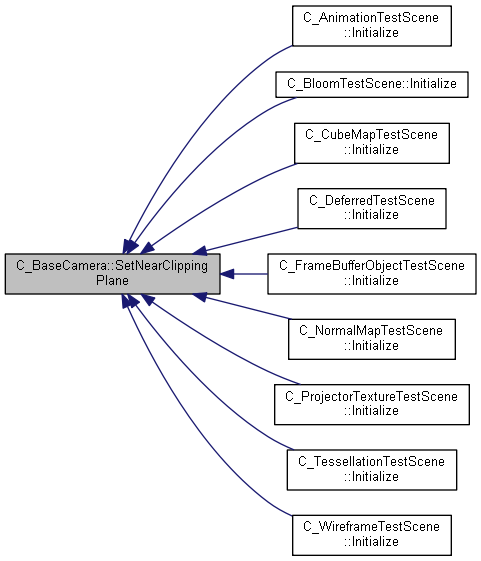 C_AnimationTestScene
::Initialize
C_BloomTestScene::Initialize
C_CubeMapTestScene
::Initialize
C_DeferredTestScene
::Initialize
C_BaseCamera::SetNearClipping
Plane
C_FrameBufferObjectTestScene
::Initialize
C_NormalMapTestScene
::Initialize
C_ProjectorTextureTestScene
::Initialize
C_TessellationTestScene
::Initialize
C_WireframeTestScene
::Initialize